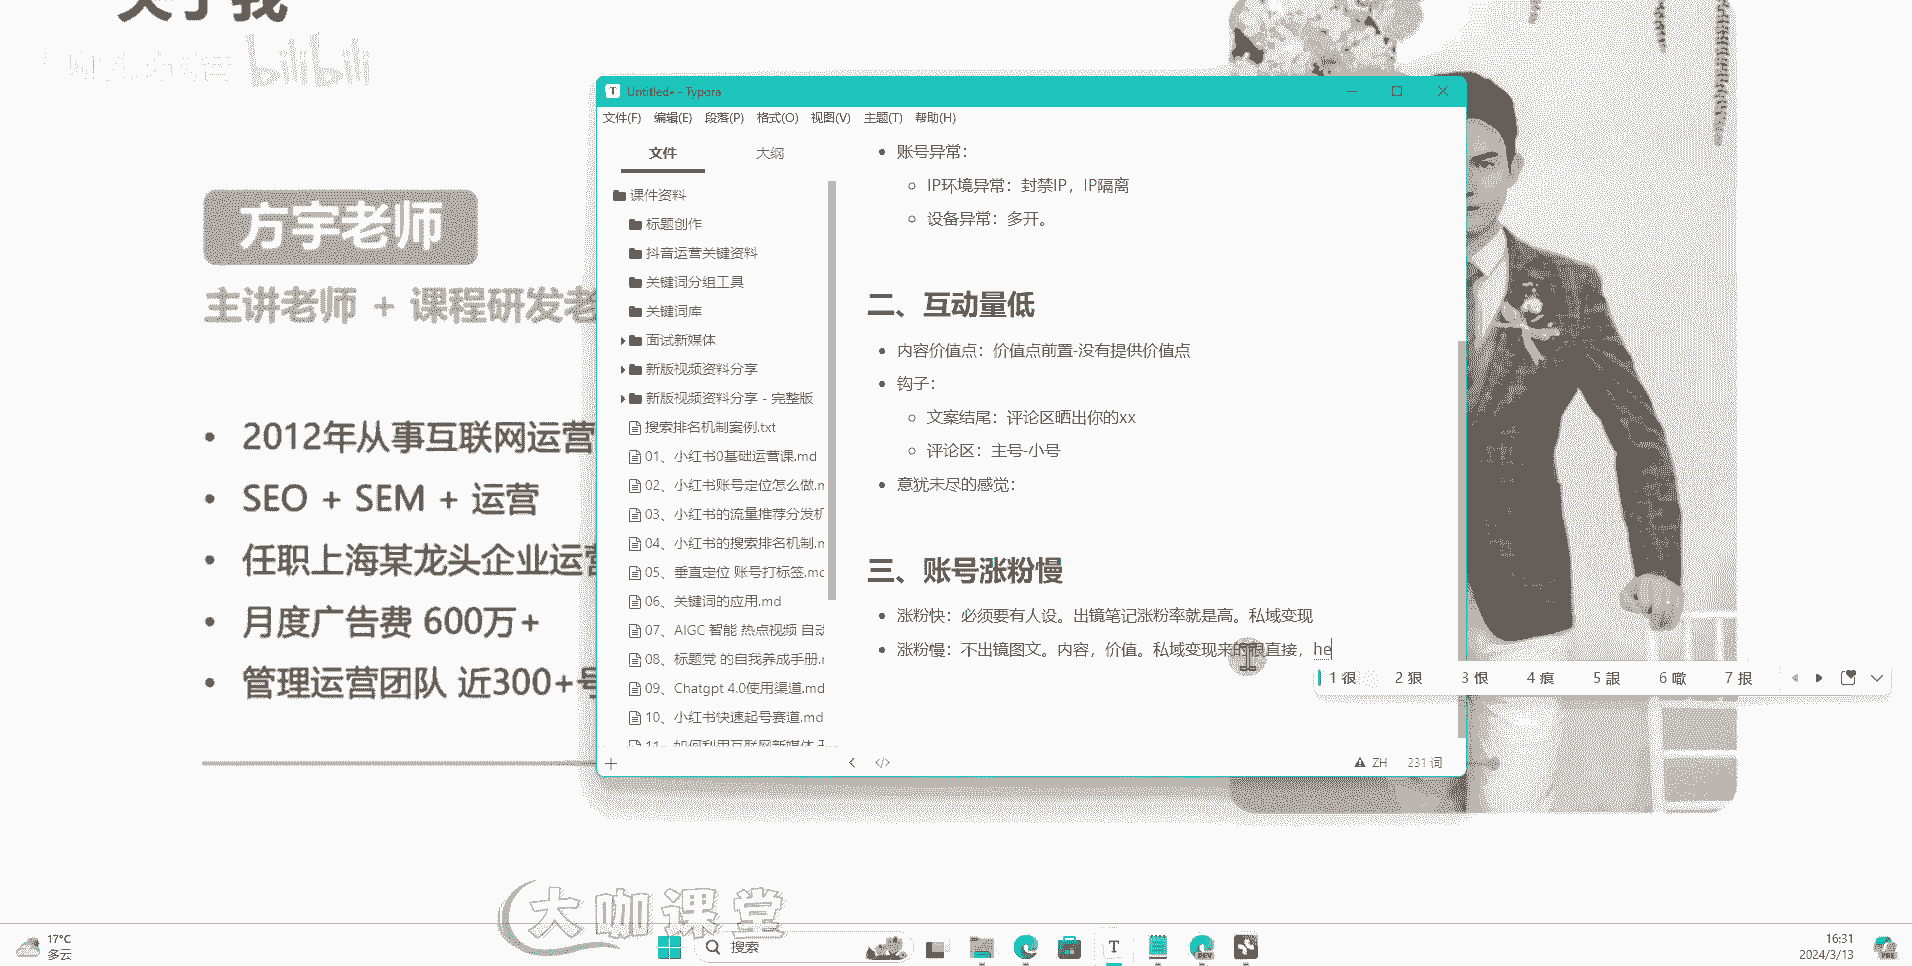 关于我
bilibili
方宇老师
主讲老师 + 课程研发老
2012年从事互联网运营
SEO + SEM + 运营
任职上海某龙头企业运营
月度广告费 600万+
管理运营团队 近300+号
Untitled• - Typora
文件(F) 编辑(E) 段落(P) 格式(O) 视图(V) 主题(T) 帮助(H)
文件 大纲
课件资料
标题创作
抖音运营关键资料
关键词分组工具
关键词库
面试新媒体
新版视频资料分享
新版视频资料分享 - 完整版
搜索排名机制案例.txt
01、小红书0基础运营课.md
02、小红书账号定位怎么做.m
03、小红书的流量推荐分发机
04、小红书的搜索排名机制.m
05、垂直定位 账号打标签.md
06、关键词的应用.md
07、AIGC 智能 热点视频 自动
08、标题党 的自我养成手册.m
09、Chatgpt 4.0使用渠道.md
10、小红书快速起号赛道.md
11、如何利用互联网新媒体
账号异常：
IP环境异常：封禁IP，IP隔离
设备异常：多开。
二、互动量低
内容价值点：价值点前置-没有提供价值点
钩子：
文案结尾：评论区晒出你的xx
评论区：主号-小号
意犹未尽的感觉：
三、账号涨粉慢
涨粉快：必须要有人设。出镜笔记涨粉率就是高。私域变现
涨粉慢：不出镜图文。内容，价值。私域变现来的很直接，he
1 很 2 狠 3 恨 4 痕 5 詪 6 噷 7 拫
ZH 231 词
大咖课堂
17°C
多云
搜索
16:31
2024/3/13